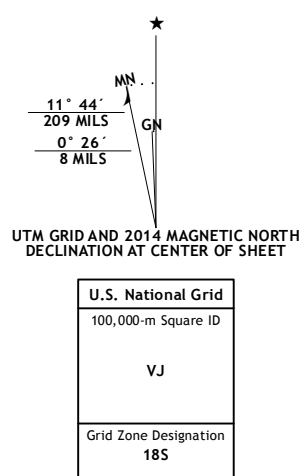 MN
11° 44´
209 MILS
GN
0° 26´
8 MILS
UTM GRID AND 2014 MAGNETIC NORTH
DECLINATION AT CENTER OF SHEET
U.S. National Grid
100,000-m Square ID
VJ
Grid Zone Designation
18S